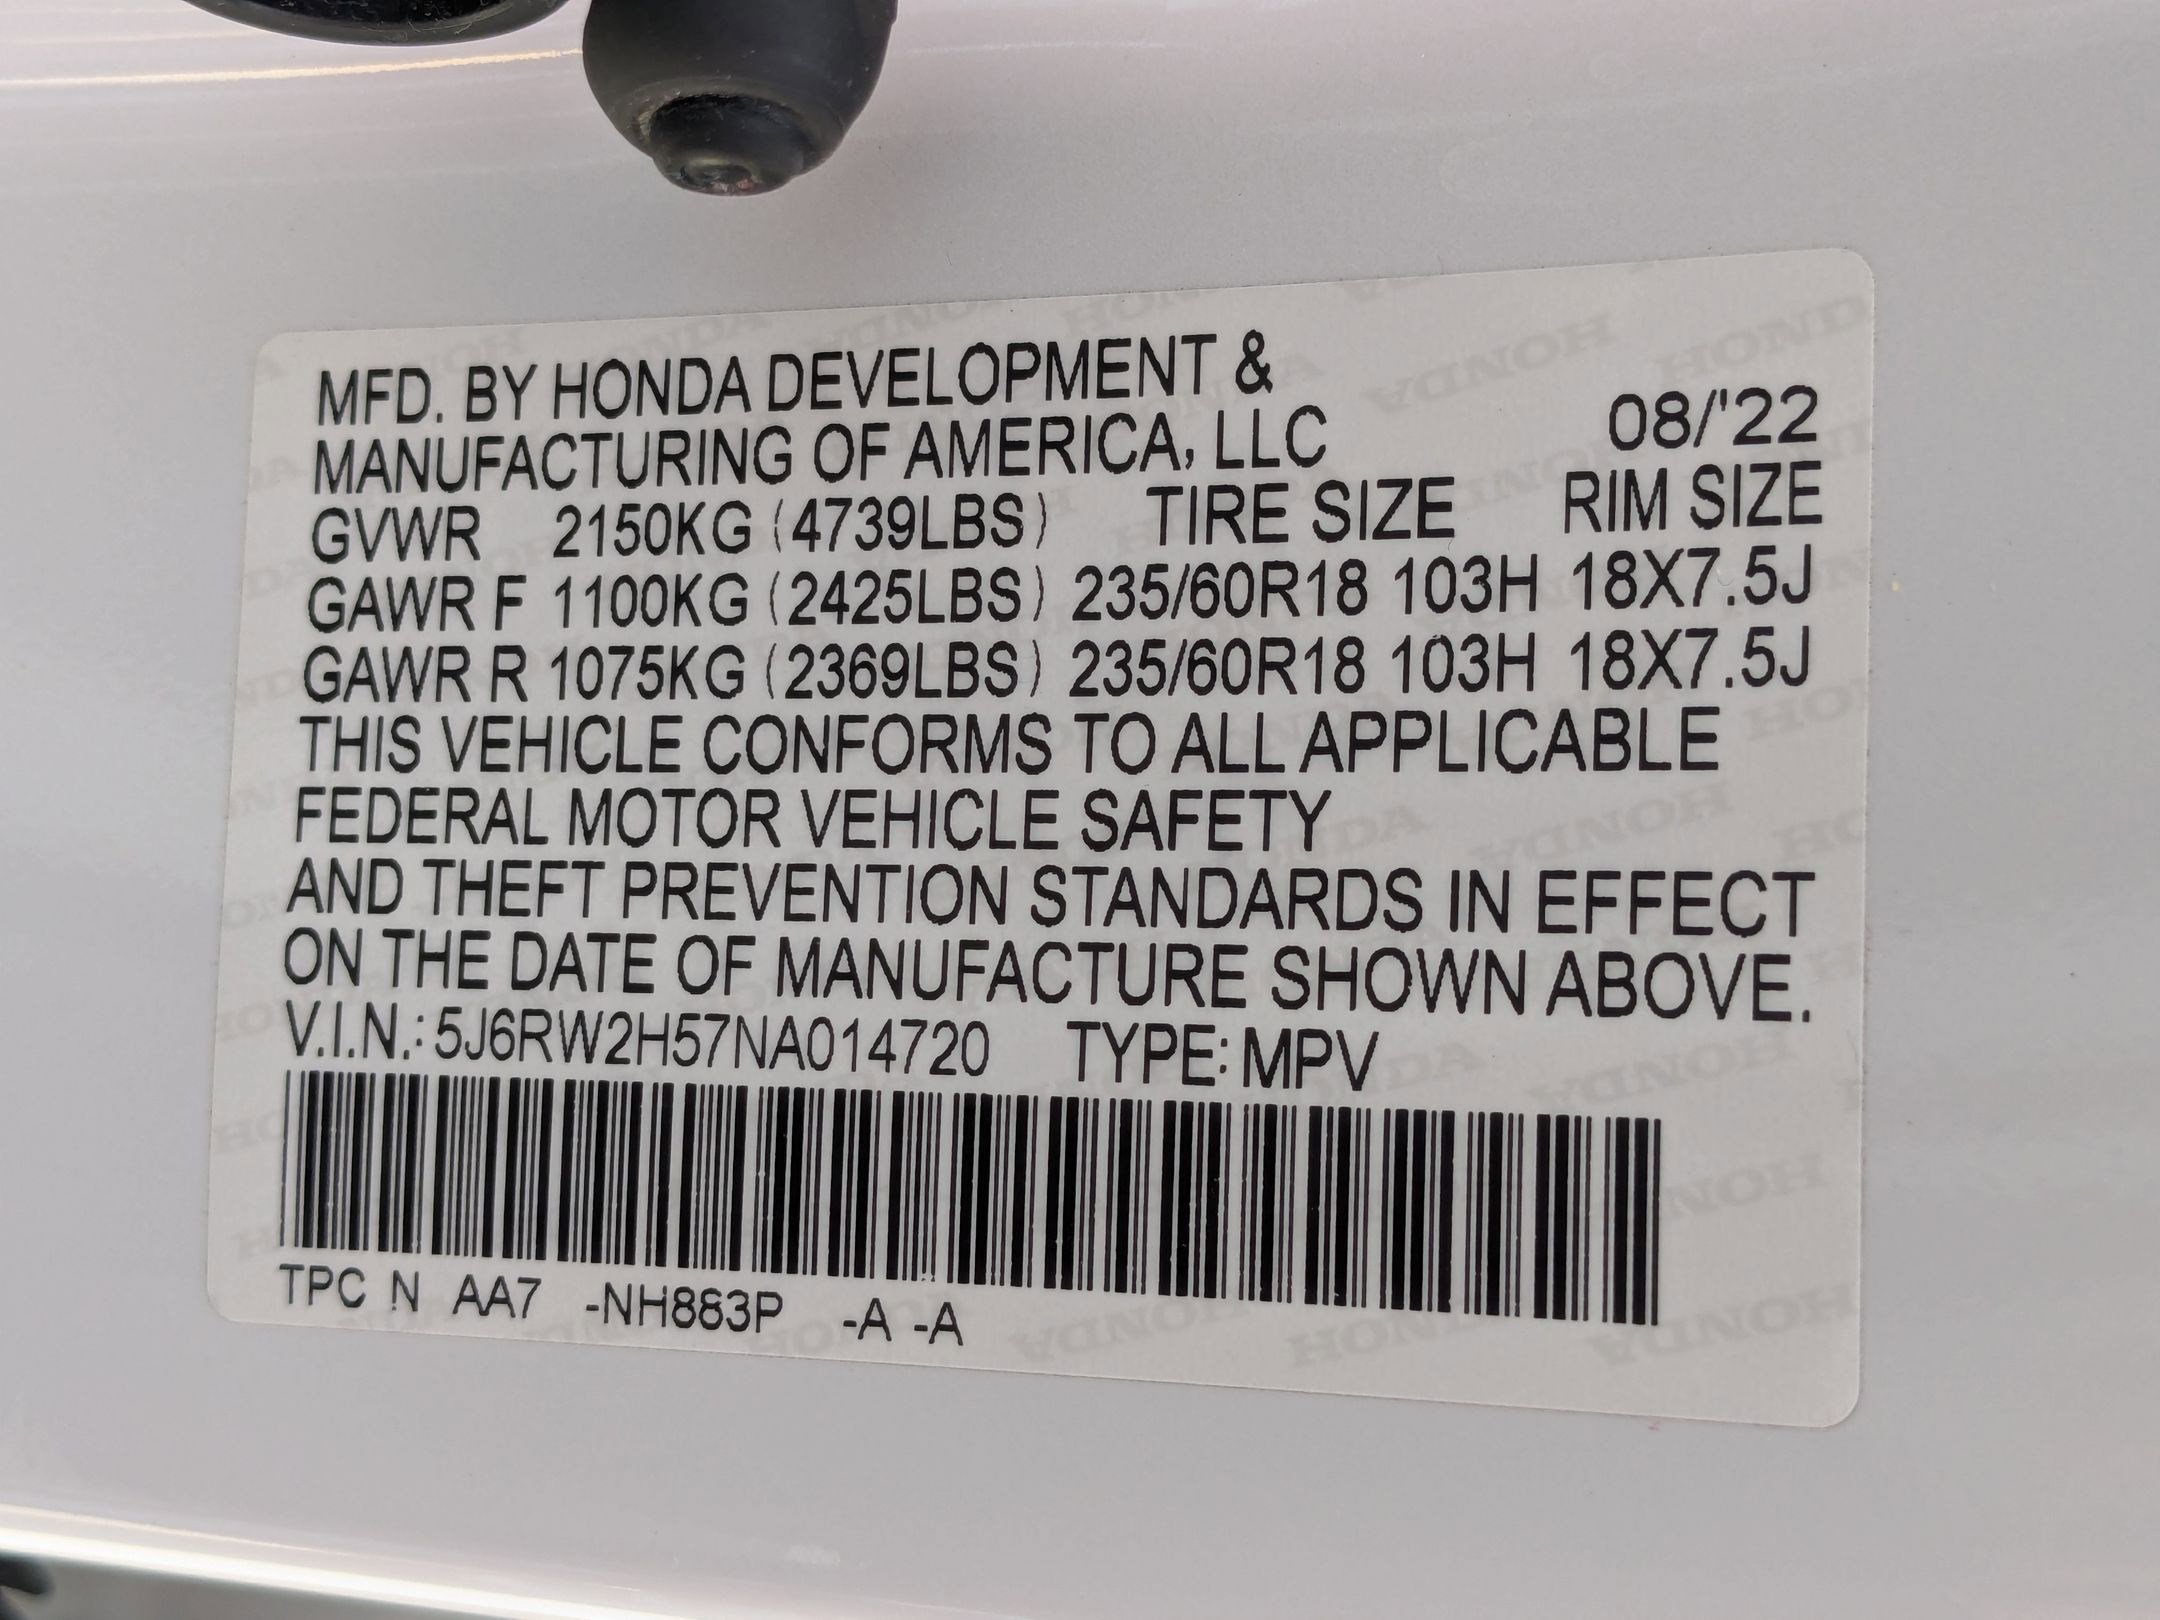 MFD. BY HONDA DEVELOPMENT &
MANUFACTURING OF AMERICA, LLC 08/'22
GVWR 2150KG (4739LBS) TIRE SIZE RIM SIZE
GAWR F 1100KG (2425LBS) 235/60R18 103H 18X7.5J
GAWR R 1075KG (2369LBS) 235/60R18 103H 18X7.5J
THIS VEHICLE CONFORMS TO ALL APPLICABLE
FEDERAL MOTOR VEHICLE SAFETY
AND THEFT PREVENTION STANDARDS IN EFFECT
ON THE DATE OF MANUFACTURE SHOWN ABOVE.
V.I.N.: 5J6RW2H57NA014720 TYPE: MPV
TPC N AA7 -NH883P -A -A